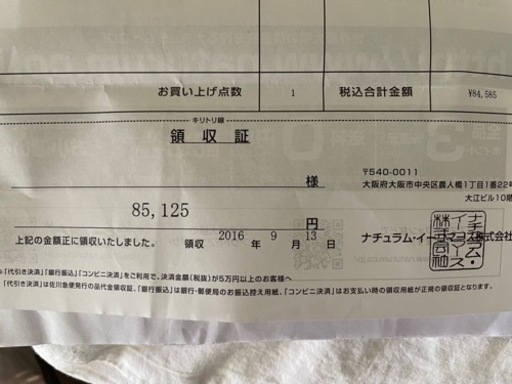 お買い上げ点数 1 税込合計金額 ¥84,585
キリトリ線
領収証
様
〒540-0011
大阪府大阪市中央区農人橋1丁目1番22号
大江ビル10階
85,125 円
上記の金額正に領収いたしました。 領収 2016 年 9 月 13 日
ナチュラム・イーコマース株式会社
「代引き決済」「銀行振込」「コンビニ決済」をご利用で、決済金額(税抜)が5万円以上のお客様へ
「代引き決済」は佐川急便発行の品代金領収証、「銀行振込」は銀行・郵便局のお振込控え用紙、「コンビニ決済」はお支払い時の領収用紙が正規の領収証となります。